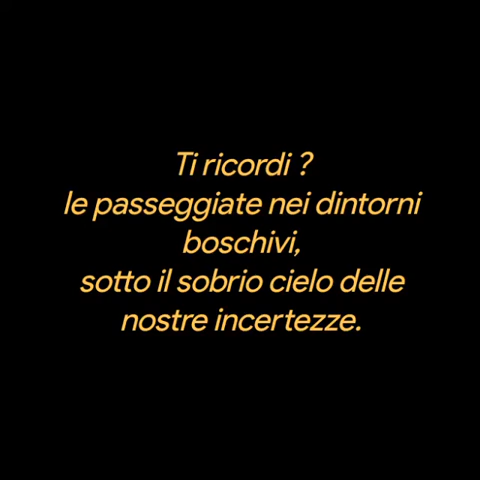 Ti ricordi ?
le passeggiate nei dintorni
boschivi,
sotto il sobrio cielo delle
nostre incertezze.